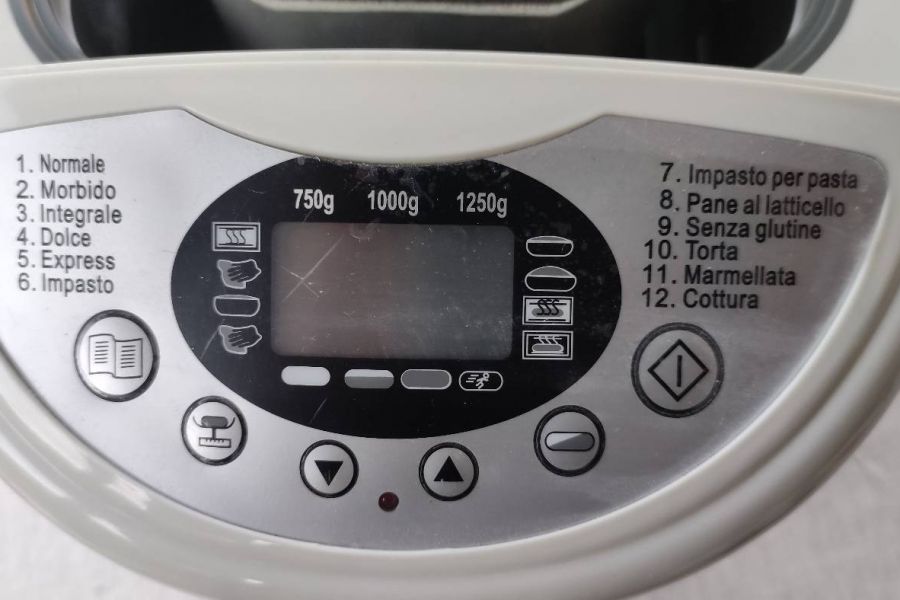 1. Normale
2. Morbido
3. Integrale
4. Dolce
5. Express
6. Impasto
750g 1000g 1250g
7. Impasto per pasta
8. Pane al latticello
9. Senza glutine
10. Torta
11. Marmellata
12. Cottura